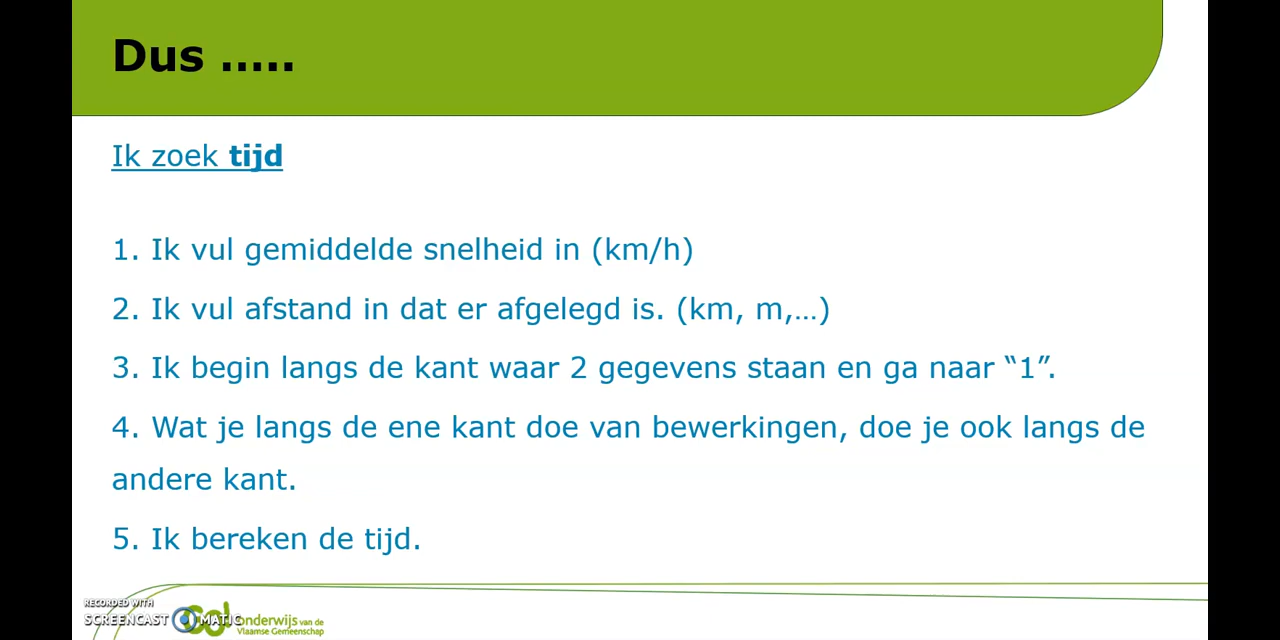 Dus .....
Ik zoek tijd
1. Ik vul gemiddelde snelheid in (km/h)
2. Ik vul afstand in dat er afgelegd is. (km, m,…)
3. Ik begin langs de kant waar 2 gegevens staan en ga naar “1”.
4. Wat je langs de ene kant doe van bewerkingen, doe je ook langs de
andere kant.
5. Ik bereken de tijd.
RECORDED WITH
SCREENCAST MATIC
onderwijs van de
Vlaamse Gemeenschap